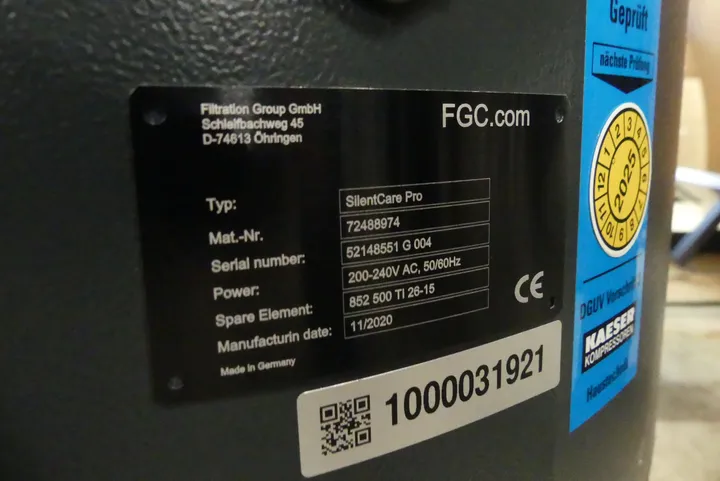 Filtration Group GmbH
Schleifbachweg 45
D-74613 Öhringen
FGC.com
Typ: SilentCare Pro
Mat.-Nr. 72488974
Serial number: 52148551 G 004
Power: 200-240V AC, 50/60Hz
Spare Element: 852 500 TI 26-15
Manufacturin date: 11/2020
Made in Germany
CE
1000031921
Geprüft
nächste Prüfung
12 1 2 3 4 5 6 7 8 9 10 11
2025
DGUV Vorschrift
KAESER
KOMPRESSOREN
Haustechnik